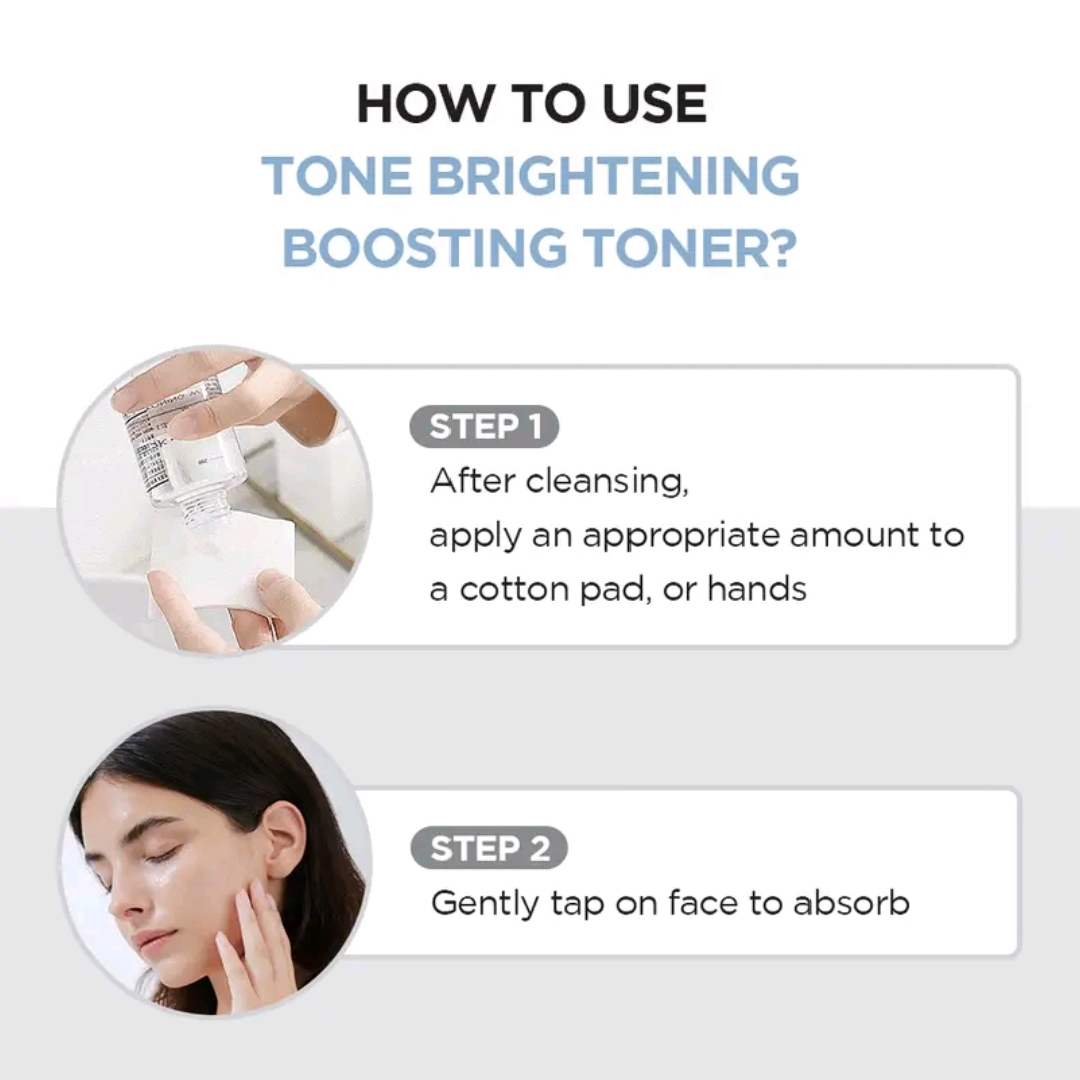 HOW TO USE
TONE BRIGHTENING
BOOSTING TONER?
STEP 1
After cleansing,
apply an appropriate amount to
a cotton pad, or hands
STEP 2
Gently tap on face to absorb